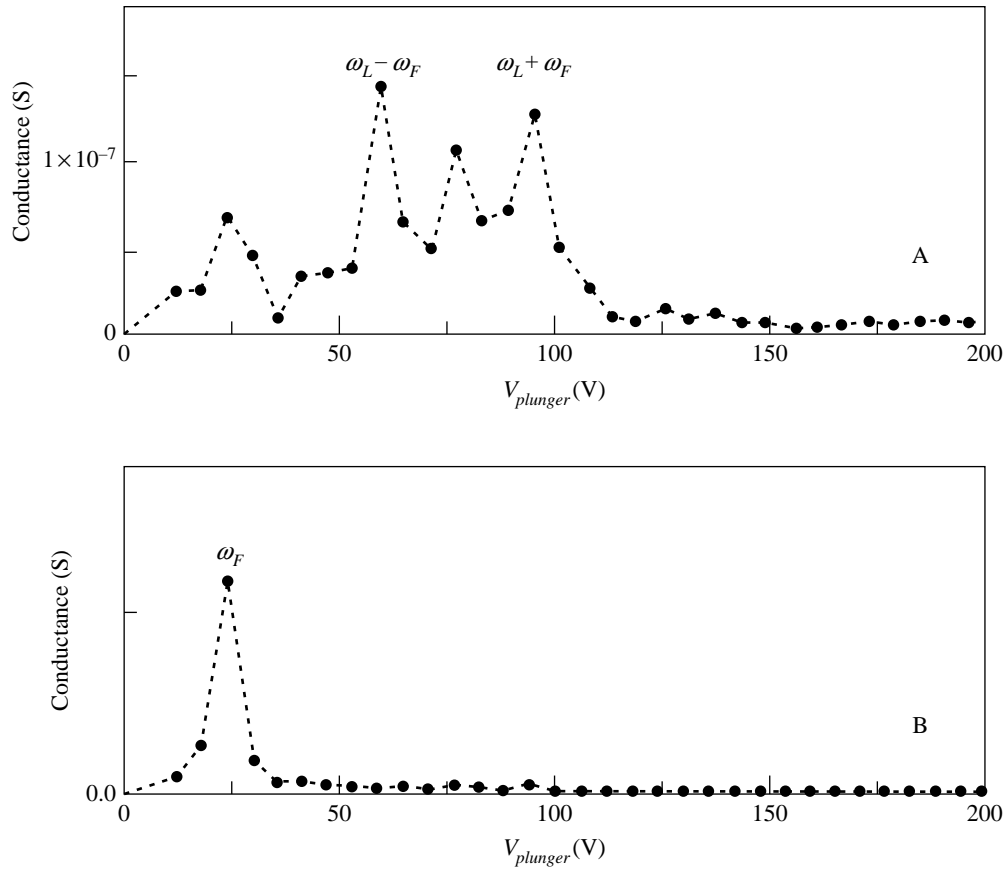 ω_L − ω_F ω_L + ω_F
Conductance (S)
1×10⁻⁷
0
A
0 50 100 150 200
V_plunger (V)
ω_F
Conductance (S)
0.0
B
0 50 100 150 200
V_plunger (V)